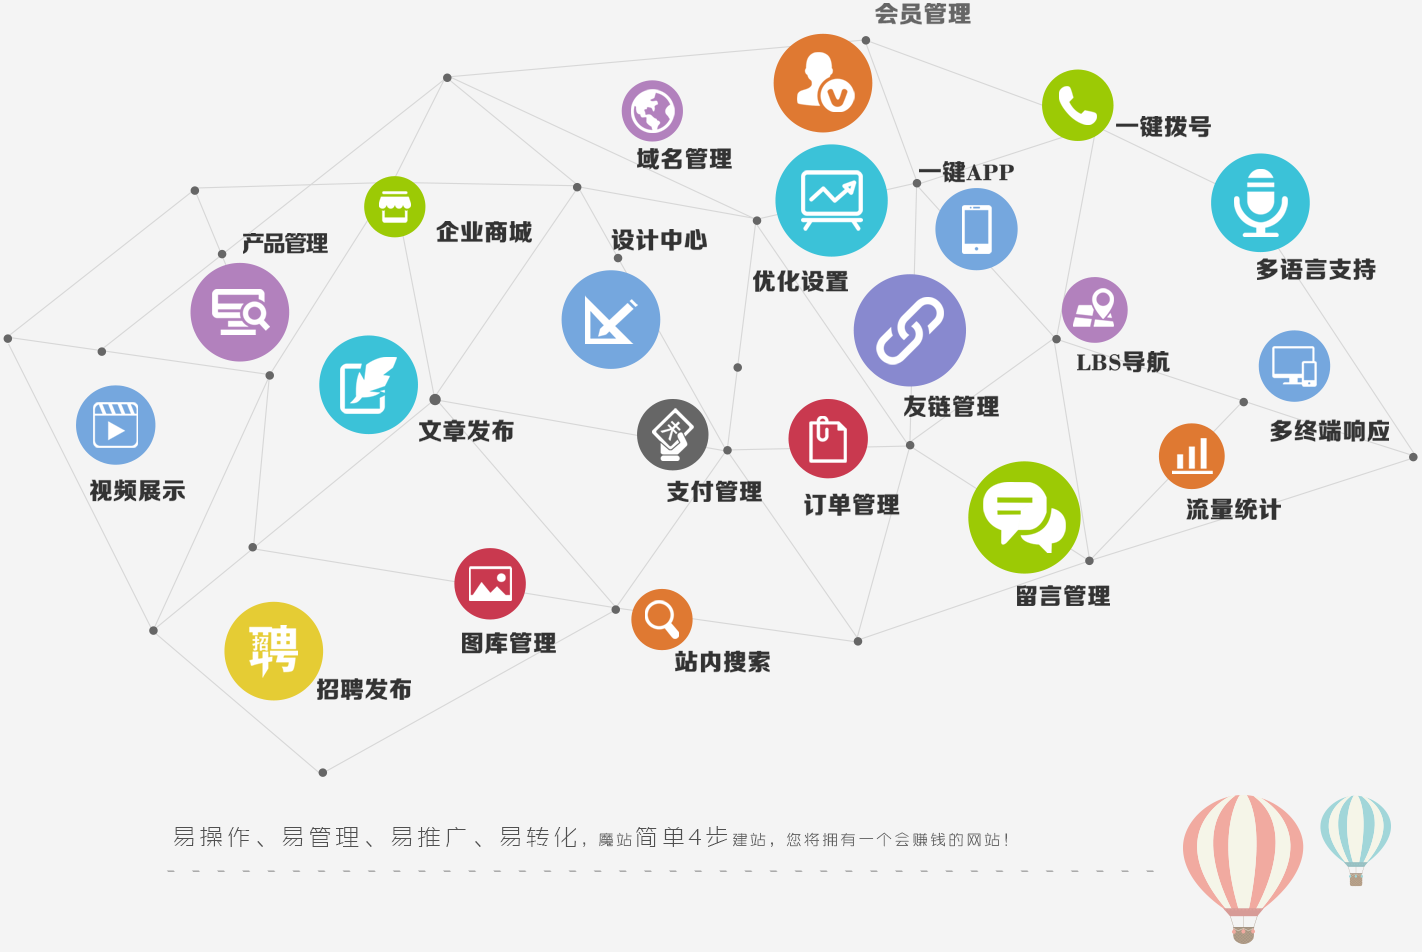 会员管理
一键拨号
域名管理
一键APP
企业商城
设计中心
产品管理
多语言支持
优化设置
LBS导航
友链管理
文章发布
多终端响应
视频展示
支付管理
订单管理
流量统计
留言管理
图库管理
站内搜索
招
聘
招聘发布
易操作、易管理、易推广、易转化，魔站简单4步建站，您将拥有一个会赚钱的网站！